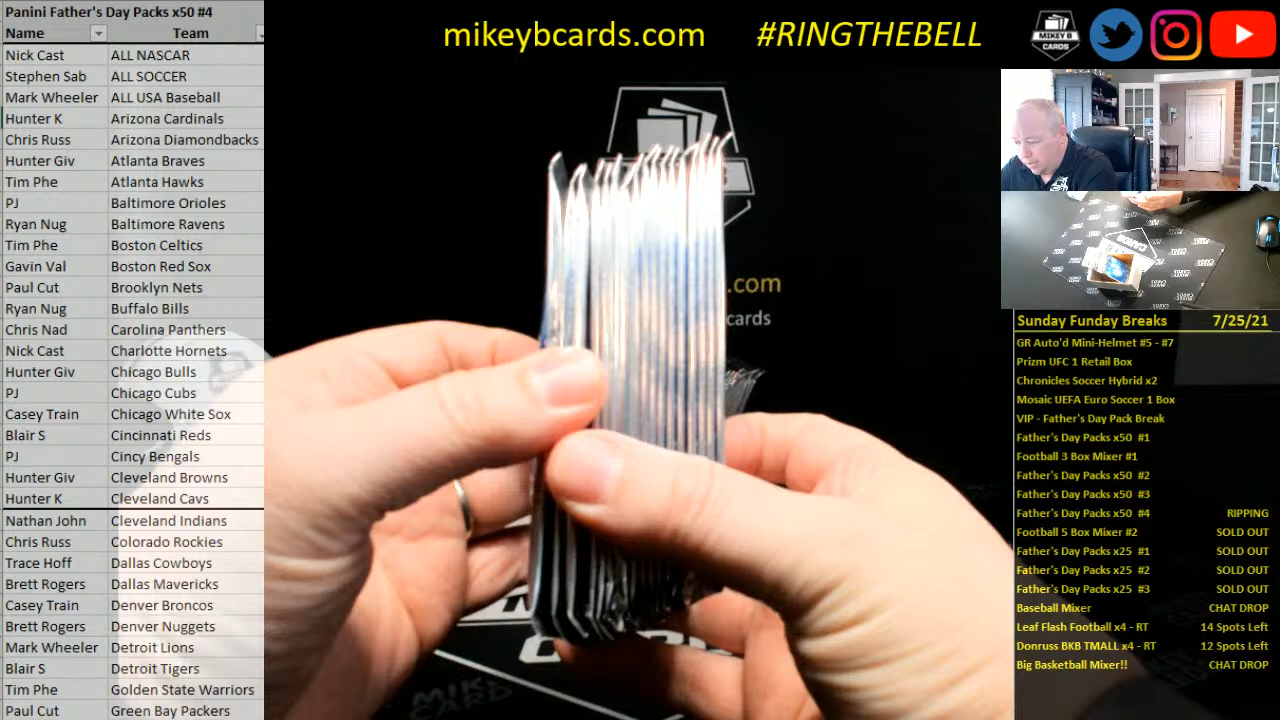 Panini Father's Day Packs x50 #4
Name Team
Nick Cast ALL NASCAR
Stephen Sab ALL SOCCER
Mark Wheeler ALL USA Baseball
Hunter K Arizona Cardinals
Chris Russ Arizona Diamondbacks
Hunter Giv Atlanta Braves
Tim Phe Atlanta Hawks
PJ Baltimore Orioles
Ryan Nug Baltimore Ravens
Tim Phe Boston Celtics
Gavin Val Boston Red Sox
Paul Cut Brooklyn Nets
Ryan Nug Buffalo Bills
Chris Nad Carolina Panthers
Nick Cast Charlotte Hornets
Hunter Giv Chicago Bulls
PJ Chicago Cubs
Casey Train Chicago White Sox
Blair S Cincinnati Reds
PJ Cincy Bengals
Hunter Giv Cleveland Browns
Hunter K Cleveland Cavs
Nathan John Cleveland Indians
Chris Russ Colorado Rockies
Trace Hoff Dallas Cowboys
Brett Rogers Dallas Mavericks
Casey Train Denver Broncos
Brett Rogers Denver Nuggets
Mark Wheeler Detroit Lions
Blair S Detroit Tigers
Tim Phe Golden State Warriors
Paul Cut Green Bay Packers
mikeybcards.com #RINGTHEBELL
MIKEY B
CARDS
.com
cards
Sunday Funday Breaks 7/25/21
GR Auto'd Mini-Helmet #5 - #7
Prizm UFC 1 Retail Box
Chronicles Soccer Hybrid x2
Mosaic UEFA Euro Soccer 1 Box
VIP - Father's Day Pack Break
Father's Day Packs x50 #1
Football 3 Box Mixer #1
Father's Day Packs x50 #2
Father's Day Packs x50 #3
Father's Day Packs x50 #4 RIPPING
Football 5 Box Mixer #2 SOLD OUT
Father's Day Packs x25 #1 SOLD OUT
Father's Day Packs x25 #2 SOLD OUT
Father's Day Packs x25 #3 SOLD OUT
Baseball Mixer CHAT DROP
Leaf Flash Football x4 - RT 14 Spots Left
Donruss BKB TMALL x4 - RT 12 Spots Left
Big Basketball Mixer!! CHAT DROP